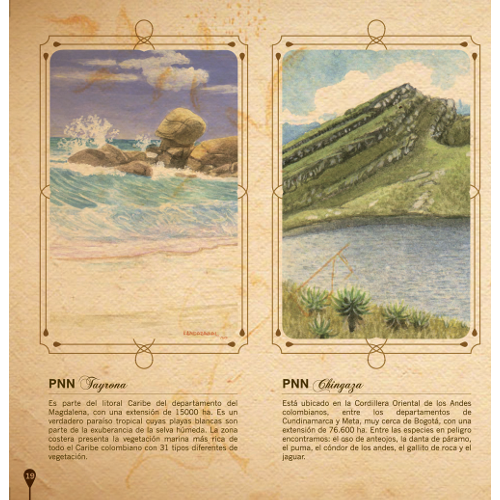 PNN Tayrona
Es parte del litoral Caribe del departamento del
Magdalena, con una extensión de 15000 ha. Es un
verdadero paraíso tropical cuyas playas blancas son
parte de la exuberancia de la selva húmeda. La zona
costera presenta la vegetación marina más rica de
todo el Caribe colombiano con 31 tipos diferentes de
vegetación.
PNN Chingaza
Está ubicado en la Cordillera Oriental de los Andes
colombianos, entre los departamentos de
Cundinamarca y Meta, muy cerca de Bogotá, con una
extensión de 76.600 ha. Entre las especies en peligro
encontramos: el oso de anteojos, la danta de páramo,
el puma, el cóndor de los andes, el gallito de roca y el
jaguar.
19